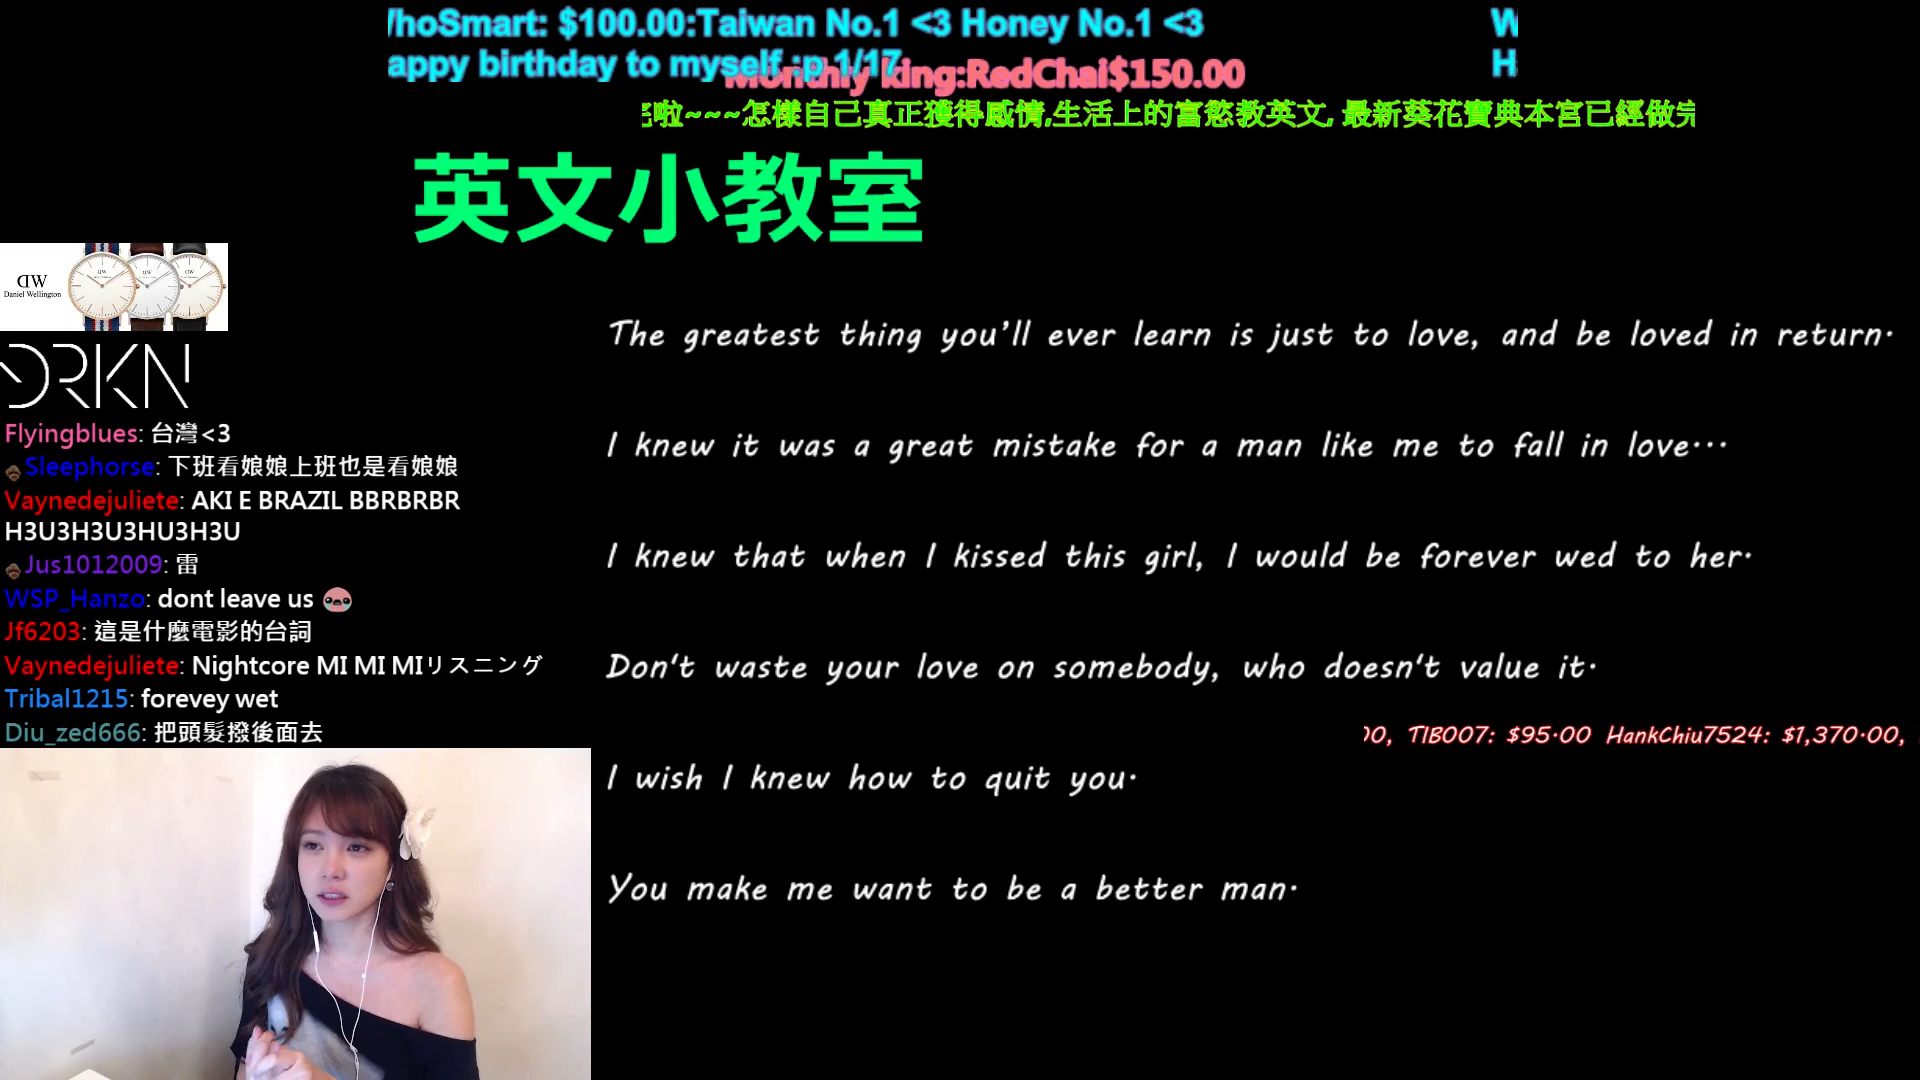 hoSmart: $100.00:Taiwan No.1 <3 Honey No.1 <3
appy birthday to myself :p 1/17
Monthly king:RedChai$150.00
啦~~~怎樣自己真正獲得感情,生活上的富慾教英文, 最新葵花寶典本宮已經做完
英文小教室
DW
Daniel Wellington
DRKN
The greatest thing you'll ever learn is just to love, and be loved in return.
I knew it was a great mistake for a man like me to fall in love...
I knew that when I kissed this girl, I would be forever wed to her.
Don't waste your love on somebody, who doesn't value it.
I wish I knew how to quit you.
You make me want to be a better man.
00, TIB007: $95.00 HankChiu7524: $1,370.00,
Flyingblues: 台灣<3
Sleephorse: 下班看娘娘上班也是看娘娘
Vaynedejuliete: AKI E BRAZIL BBRBRBR
H3U3H3U3HU3H3U
Jus1012009: 雷
WSP_Hanzo: dont leave us
Jf6203: 這是什麼電影的台詞
Vaynedejuliete: Nightcore MI MI MIリスニング
Tribal1215: forevey wet
Diu_zed666: 把頭髮撥後面去